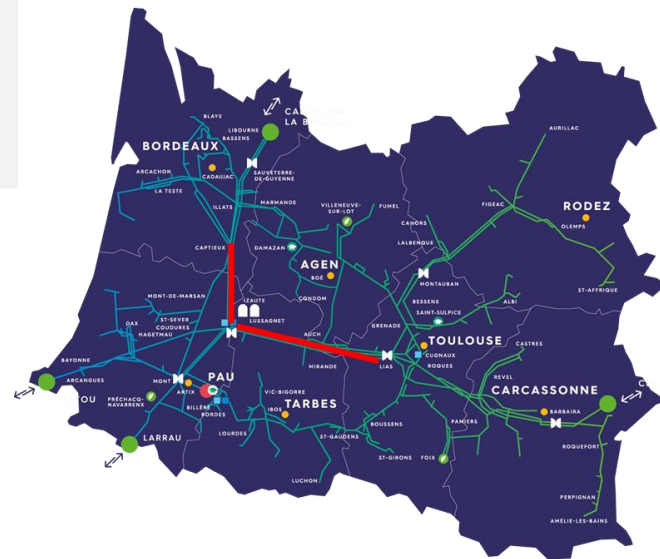 CA
LA B
BLAYE
LIBOURNE
BASSENS
BORDEAUX
CADAUJAC
ARCACHON
LA TESTE
SAUVETERRE-
DE-GUYENNE
ILLATS
MARMANDE
VILLENEUVE-
SUR-LOT
FUMEL
CAHORS
LALBENQUE
AURILLAC
FIGEAC
RODEZ
OLEMPS
ST-AFFRIQUE
CAPTIEUX
DAMAZAN
AGEN
BOÉ
CONDOM
MONTAUBAN
BESSENS
SAINT-SULPICE
ALBI
MONT-DE-MARSAN
IZAUTE
LUSSAGNET
ST-SEVER
COUDURES
HAGETMAU
DAX
AUCH
GRENADE
TOULOUSE
CUGNAUX
ROQUES
CASTRES
BAYONNE
ARCANGUES
TOU
MONT
ARTIX
PAU
PRÉCHACQ-
NAVARRENX
BILLÈRE
BORDES
VIC-BIGORRE
IBOS
TARBES
MIRANDE
LIAS
REVEL
CARCASSONNE
BARBAIRA
C
LARRAU
LOURDES
ST-GAUDENS
BOUSSENS
PAMIERS
ROQUEFORT
LUCHON
ST-GIRONS
FOIX
PERPIGNAN
AMÉLIE-LES-BAINS